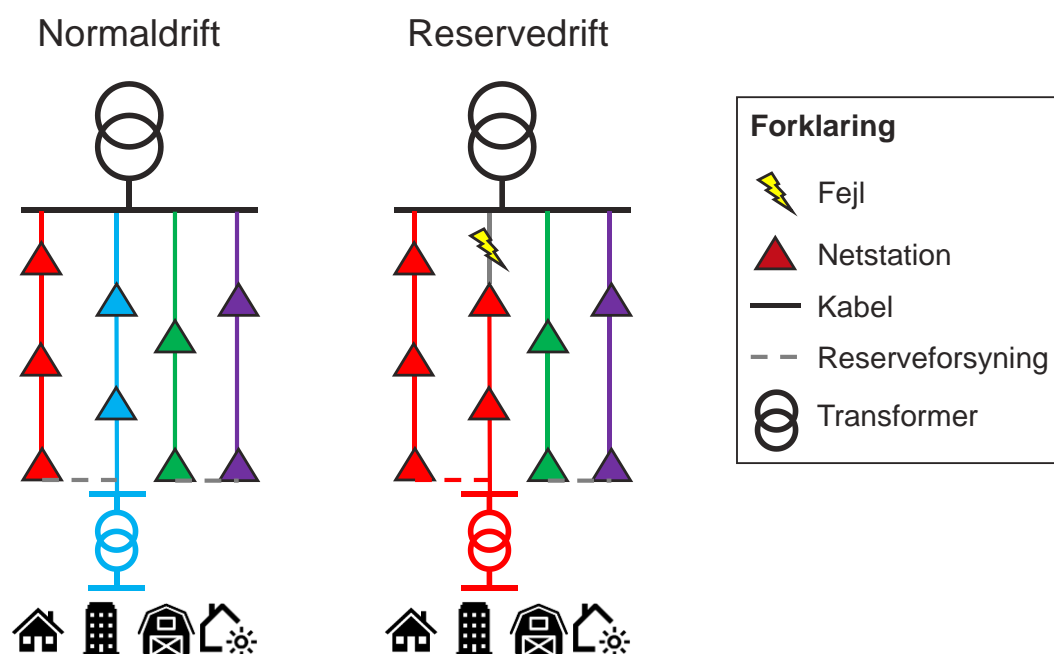 Normaldrift
Reservedrift
Forklaring
Fejl
Netstation
Kabel
Reserveforsyning
Transformer